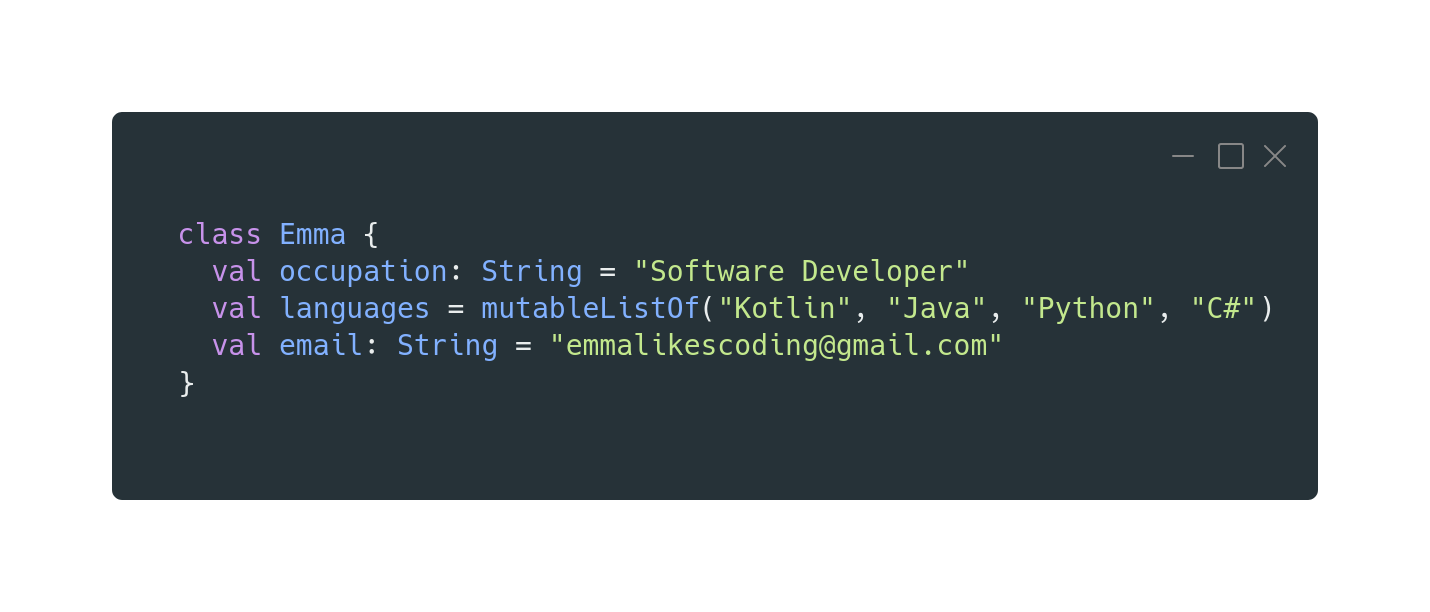 class Emma {
  val occupation: String = "Software Developer"
  val languages = mutableListOf("Kotlin", "Java", "Python", "C#")
  val email: String = "emmalikescoding@gmail.com"
}